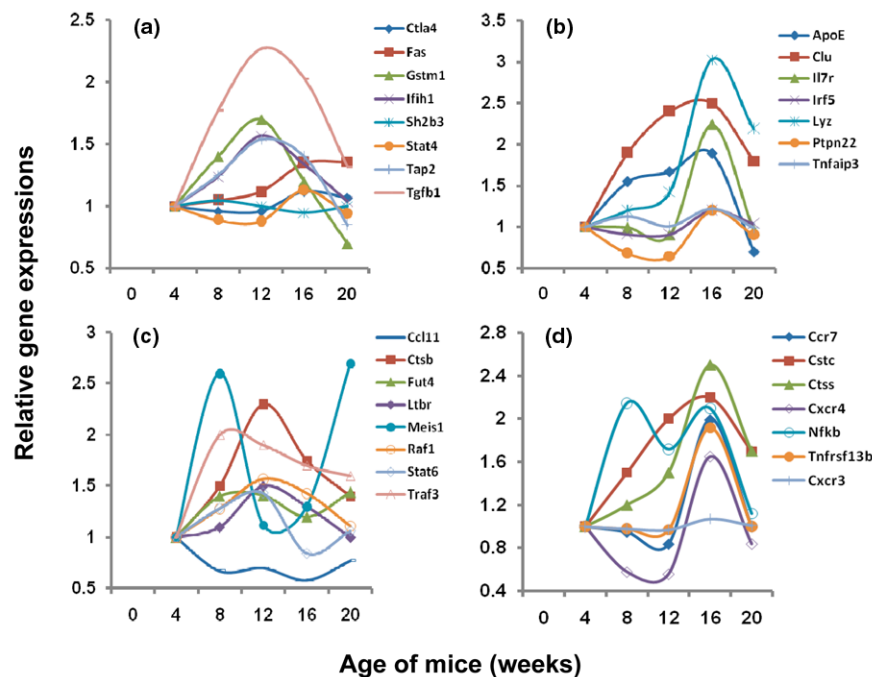 Relative gene expressions
(a)
2.5
2
1.5
1
0.5
0 4 8 12 16 20
Ctla4
Fas
Gstm1
Ifih1
Sh2b3
Stat4
Tap2
Tgfb1
(b)
3.5
3.0
2.5
2.0
1.5
1.0
0.5
0 4 8 12 16 20
ApoE
Clu
Il7r
Irf5
Lyz
Ptpn22
Tnfaip3
(c)
3
2.5
2
1.5
1
0.5
0 4 8 12 16 20
Ccl11
Ctsb
Fut4
Ltbr
Meis1
Raf1
Stat6
Traf3
(d)
2.8
2.4
2.0
1.6
1.2
0.8
0.4
0 4 8 12 16 20
Ccr7
Cstc
Ctss
Cxcr4
Nfkb
Tnfrsf13b
Cxcr3
Age of mice (weeks)